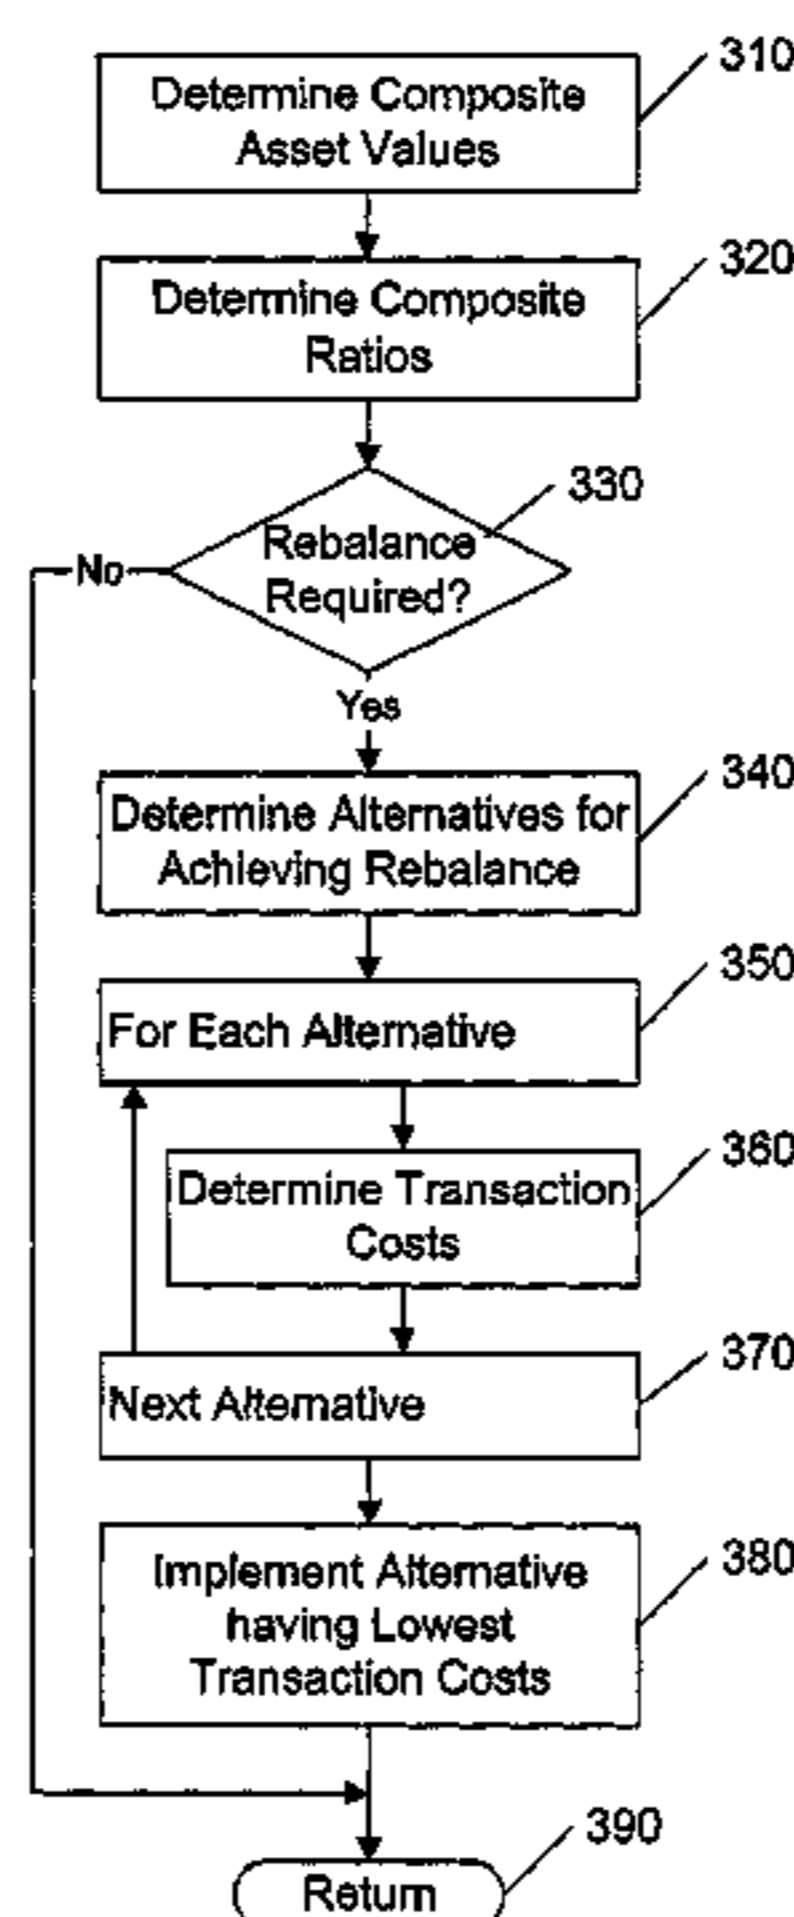 310
Determine Composite
Asset Values
320
Determine Composite
Ratios
330
Rebalance
Required?
No
Yes
340
Determine Alternatives for
Achieving Rebalance
350
For Each Alternative
360
Determine Transaction
Costs
370
Next Alternative
380
Implement Alternative
having Lowest
Transaction Costs
390
Return